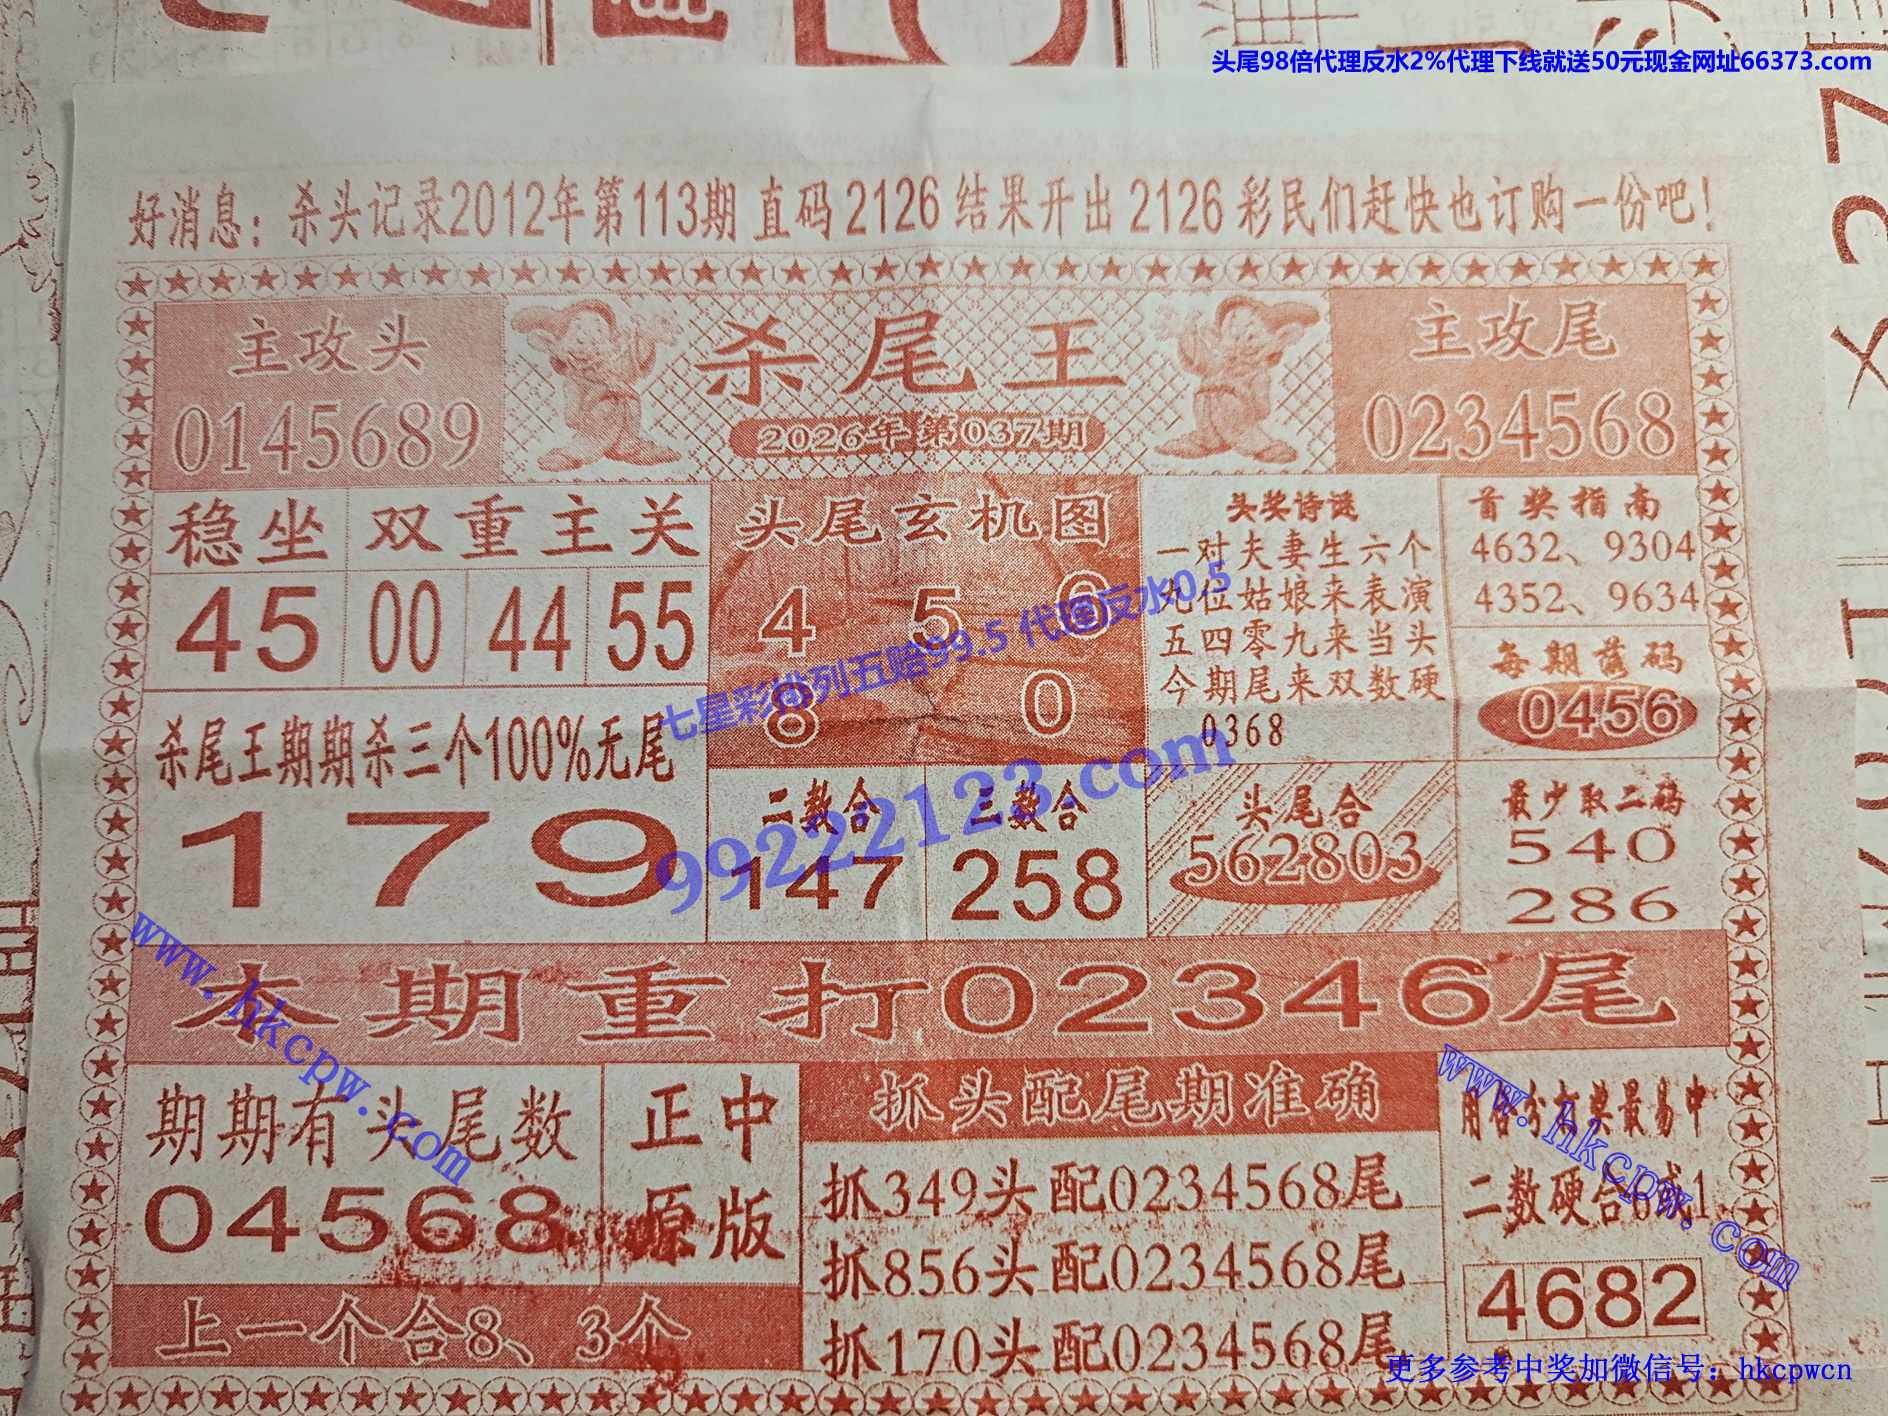 头尾98倍代理反水2%代理下线就送50元现金网址66373.com
好消息：杀头记录2012年第113期 直码 2126 结果开出 2126 彩民们赶快也订购一份吧！
主攻头
0145689
杀尾王
2026年第037期
主攻尾
0234568
稳坐
45
双重主关
00 44 55
头尾玄机图
4 5 6
8 0
头奖诗谜
一对夫妻生六个
九位姑娘来表演
五四零九来当头
今期尾来双数硬
0368
首奖指南
4632、9304
4352、9634
每期落码
0456
七星彩排列五赔99.5 代理反水0.5
99222123.com
杀尾王期期杀三个100%无尾
179
二数合
147
三数合
258
头尾合
562803
最少取二码
540
286
www.hkcpw.com
本期重打02346尾
期期有头尾数
04568
正中
原版
上一个合8、3个
抓头配尾期准确
抓349头配0234568尾
抓856头配0234568尾
抓170头配0234568尾
www.hkcpw.com
奖最易中
二数硬合
4682
更多参考中奖加微信号：hkcpwcn